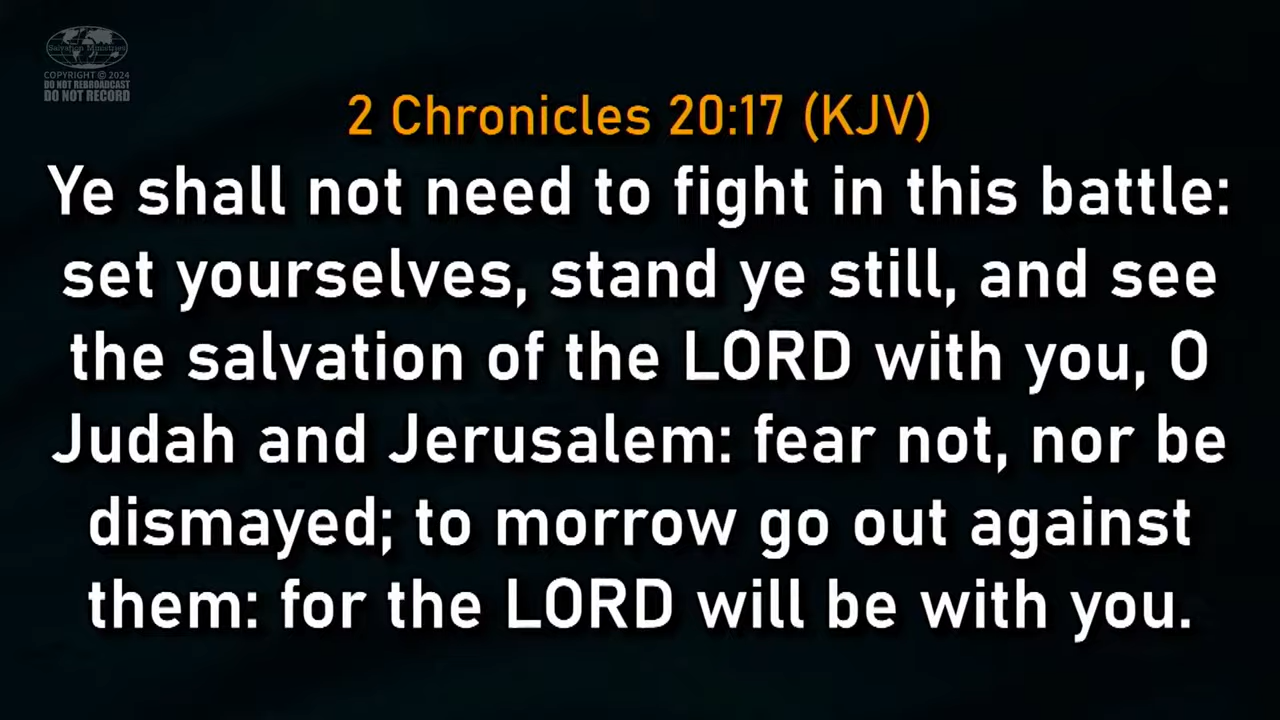 Salvation Ministries
COPYRIGHT © 2024
DO NOT REBROADCAST
DO NOT RECORD
2 Chronicles 20:17 (KJV)
Ye shall not need to fight in this battle:
set yourselves, stand ye still, and see
the salvation of the LORD with you, O
Judah and Jerusalem: fear not, nor be
dismayed; to morrow go out against
them: for the LORD will be with you.